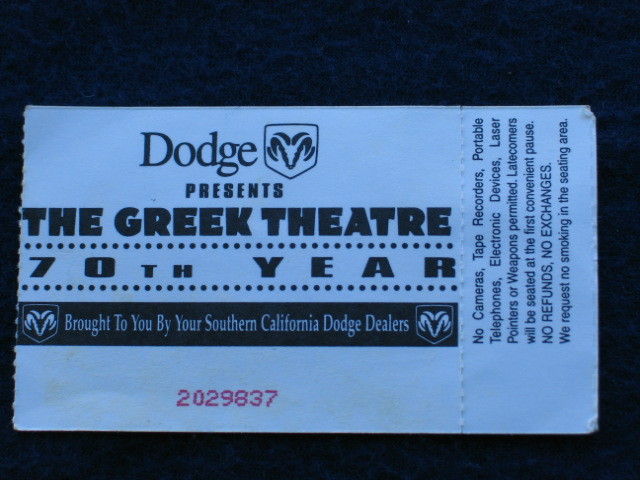 Dodge
PRESENTS
THE GREEK THEATRE
70TH YEAR
Brought To You By Your Southern California Dodge Dealers
2029837
No Cameras, Tape Recorders, Portable
Telephones, Electronic Devices, Laser
Pointers or Weapons permitted. Latecomers
will be seated at the first convenient pause.
NO REFUNDS, NO EXCHANGES.
We request no smoking in the seating area.